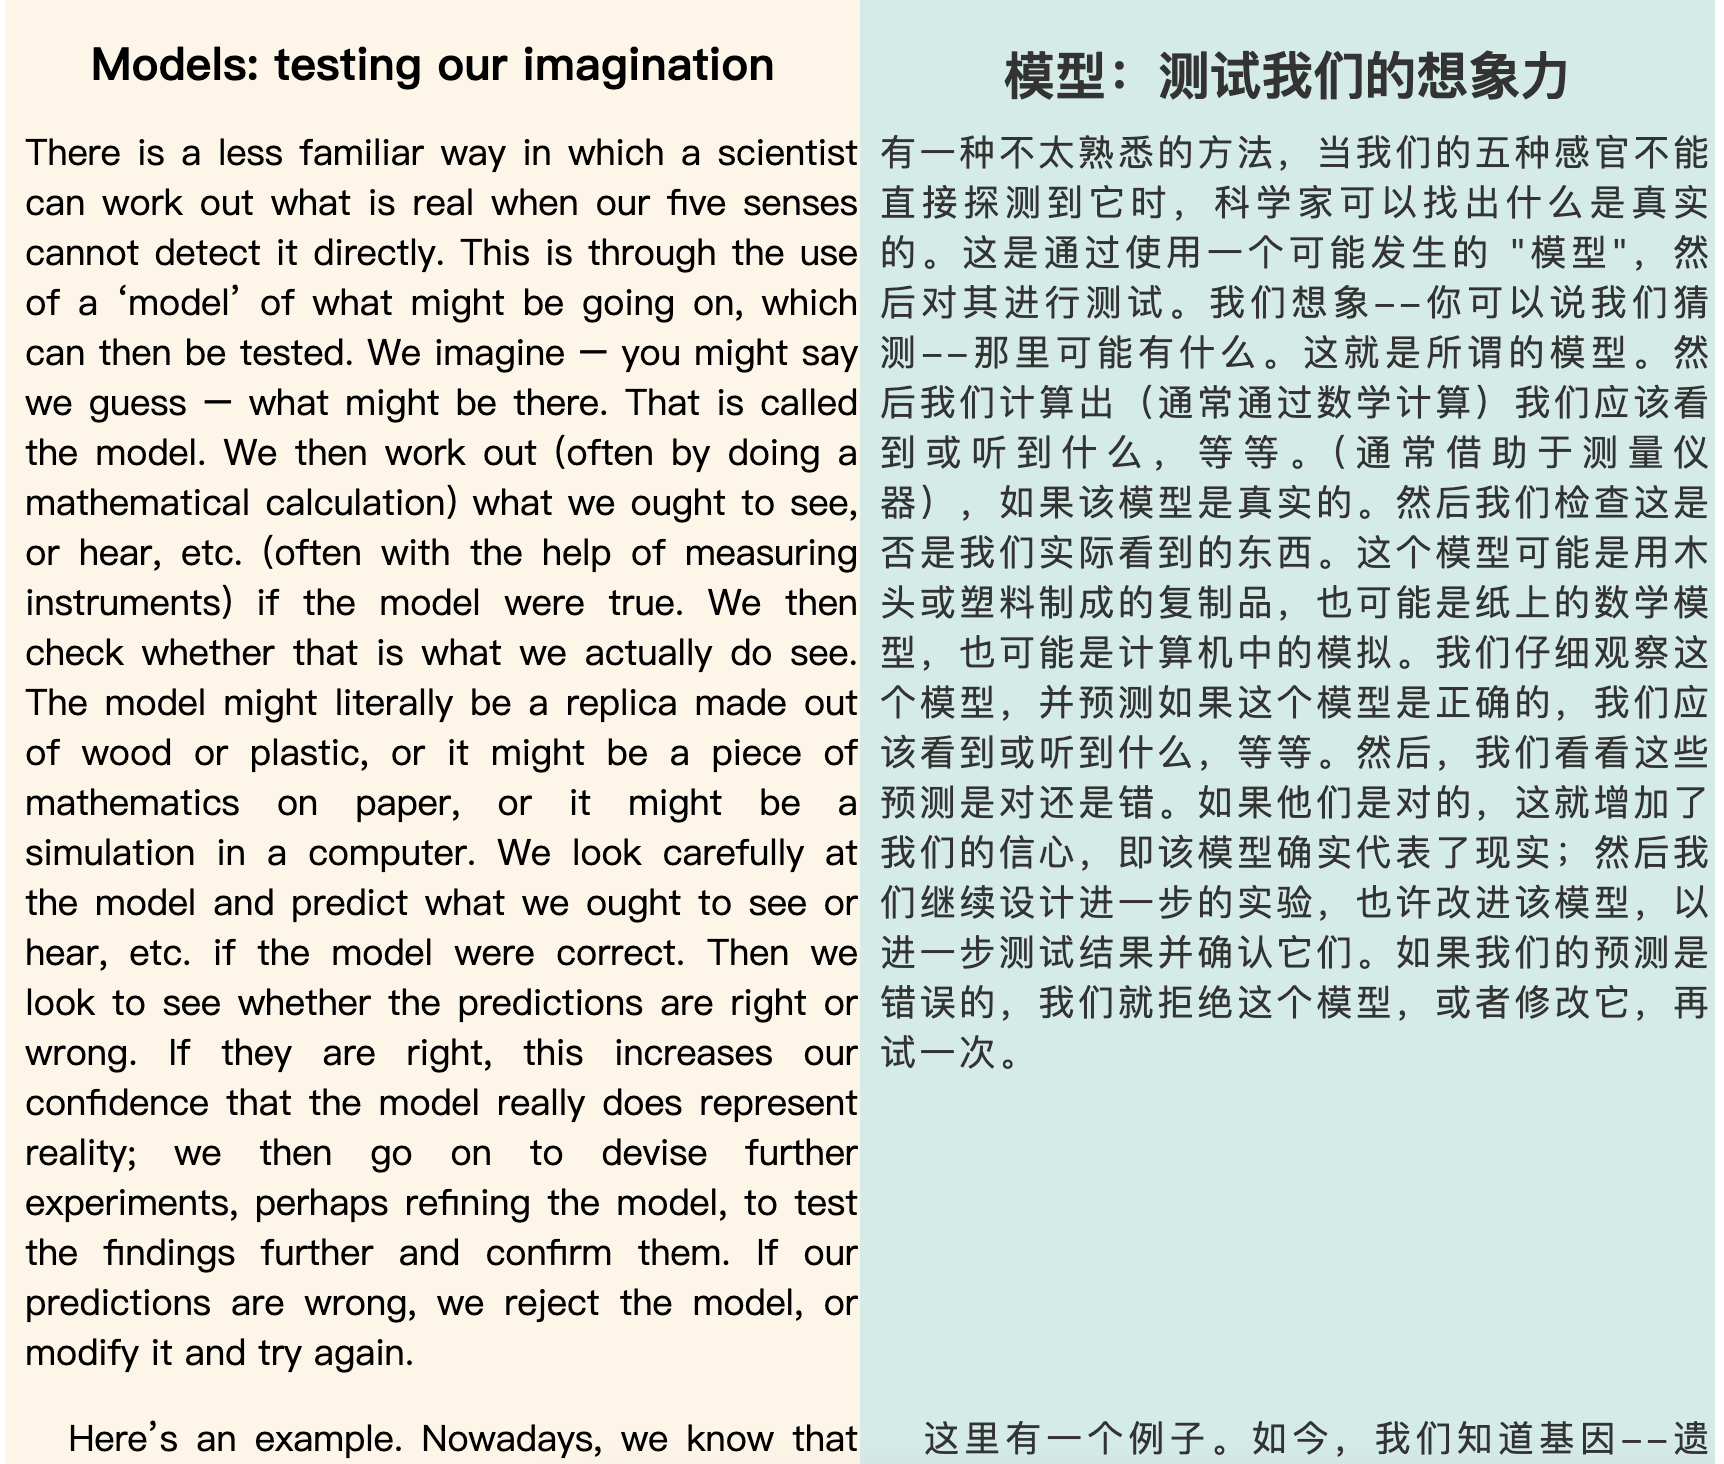 Models: testing our imagination
There is a less familiar way in which a scientist
can work out what is real when our five senses
cannot detect it directly. This is through the use
of a ‘model’ of what might be going on, which
can then be tested. We imagine — you might say
we guess — what might be there. That is called
the model. We then work out (often by doing a
mathematical calculation) what we ought to see,
or hear, etc. (often with the help of measuring
instruments) if the model were true. We then
check whether that is what we actually do see.
The model might literally be a replica made out
of wood or plastic, or it might be a piece of
mathematics on paper, or it might be a
simulation in a computer. We look carefully at
the model and predict what we ought to see or
hear, etc. if the model were correct. Then we
look to see whether the predictions are right or
wrong. If they are right, this increases our
confidence that the model really does represent
reality; we then go on to devise further
experiments, perhaps refining the model, to test
the findings further and confirm them. If our
predictions are wrong, we reject the model, or
modify it and try again.
Here’s an example. Nowadays, we know that
模型：测试我们的想象力
有一种不太熟悉的方法，当我们的五种感官不能
直接探测到它时，科学家可以找出什么是真实
的。这是通过使用一个可能发生的 "模型"，然
后对其进行测试。我们想象--你可以说我们猜
测--那里可能有什么。这就是所谓的模型。然
后我们计算出（通常通过数学计算）我们应该看
到或听到什么，等等。（通常借助于测量仪
器），如果该模型是真实的。然后我们检查这是
否是我们实际看到的东西。这个模型可能是用木
头或塑料制成的复制品，也可能是纸上的数学模
型，也可能是计算机中的模拟。我们仔细观察这
个模型，并预测如果这个模型是正确的，我们应
该看到或听到什么，等等。然后，我们看看这些
预测是对还是错。如果他们是对的，这就增加了
我们的信心，即该模型确实代表了现实；然后我
们继续设计进一步的实验，也许改进该模型，以
进一步测试结果并确认它们。如果我们的预测是
错误的，我们就拒绝这个模型，或者修改它，再
试一次。
这里有一个例子。如今，我们知道基因--遗